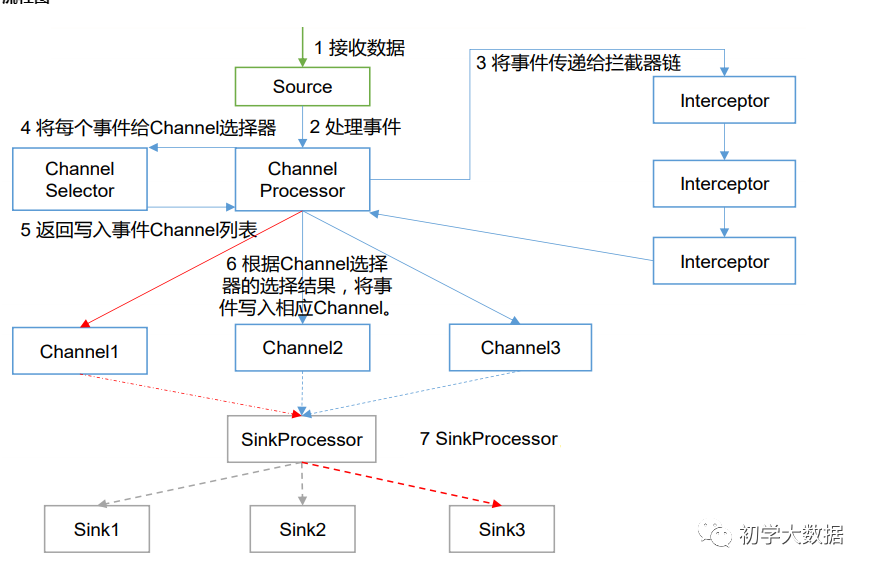 1 接收数据
Source
3 将事件传递给拦截器链
Interceptor
4 将每个事件给Channel选择器
2 处理事件
Channel
Selector
Channel
Processor
Interceptor
5 返回写入事件Channel列表
Interceptor
6 根据Channel选择
器的选择结果，将事
件写入相应Channel。
Channel1
Channel2
Channel3
SinkProcessor
7 SinkProcessor
Sink1
Sink2
Sink3
初学大数据